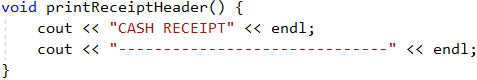 void printReceiptHeader() {
    cout << "CASH RECEIPT" << endl;
    cout << "------------------------------" << endl;
}